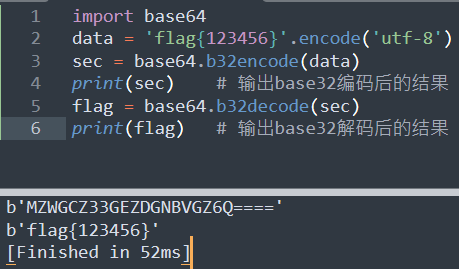 1 import base64
2 data = 'flag{123456}'.encode('utf-8')
3 sec = base64.b32encode(data)
4 print(sec)   # 输出base32编码后的结果
5 flag = base64.b32decode(sec)
6 print(flag)   # 输出base32解码后的结果
b'MZWGCZ33GEZDGNBVGZ6Q===='
b'flag{123456}'
[Finished in 52ms]